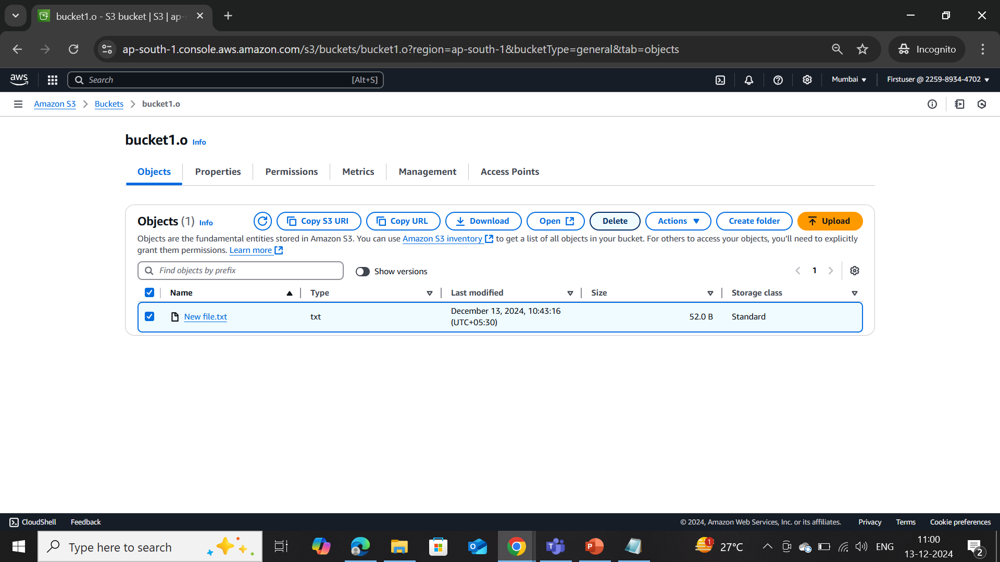 bucket1.o - S3 bucket | S3 | ap-s
ap-south-1.console.aws.amazon.com/s3/buckets/bucket1.o?region=ap-south-1&bucketType=general&tab=objects
Incognito
aws
Search
[Alt+S]
Mumbai
Firstuser @ 2259-8934-4702
Amazon S3
Buckets
bucket1.o
bucket1.o Info
Objects
Properties
Permissions
Metrics
Management
Access Points
Objects (1) Info
Copy S3 URI
Copy URL
Download
Open
Delete
Actions
Create folder
Upload
Objects are the fundamental entities stored in Amazon S3. You can use Amazon S3 inventory to get a list of all objects in your bucket. For others to access your objects, you’ll need to explicitly
grant them permissions. Learn more
Find objects by prefix
Show versions
1
Name
Type
Last modified
Size
Storage class
New file.txt
txt
December 13, 2024, 10:43:16
(UTC+05:30)
52.0 B
Standard
CloudShell
Feedback
© 2024, Amazon Web Services, Inc. or its affiliates.
Privacy
Terms
Cookie preferences
Type here to search
1
27°C
ENG
11:00
13-12-2024
2